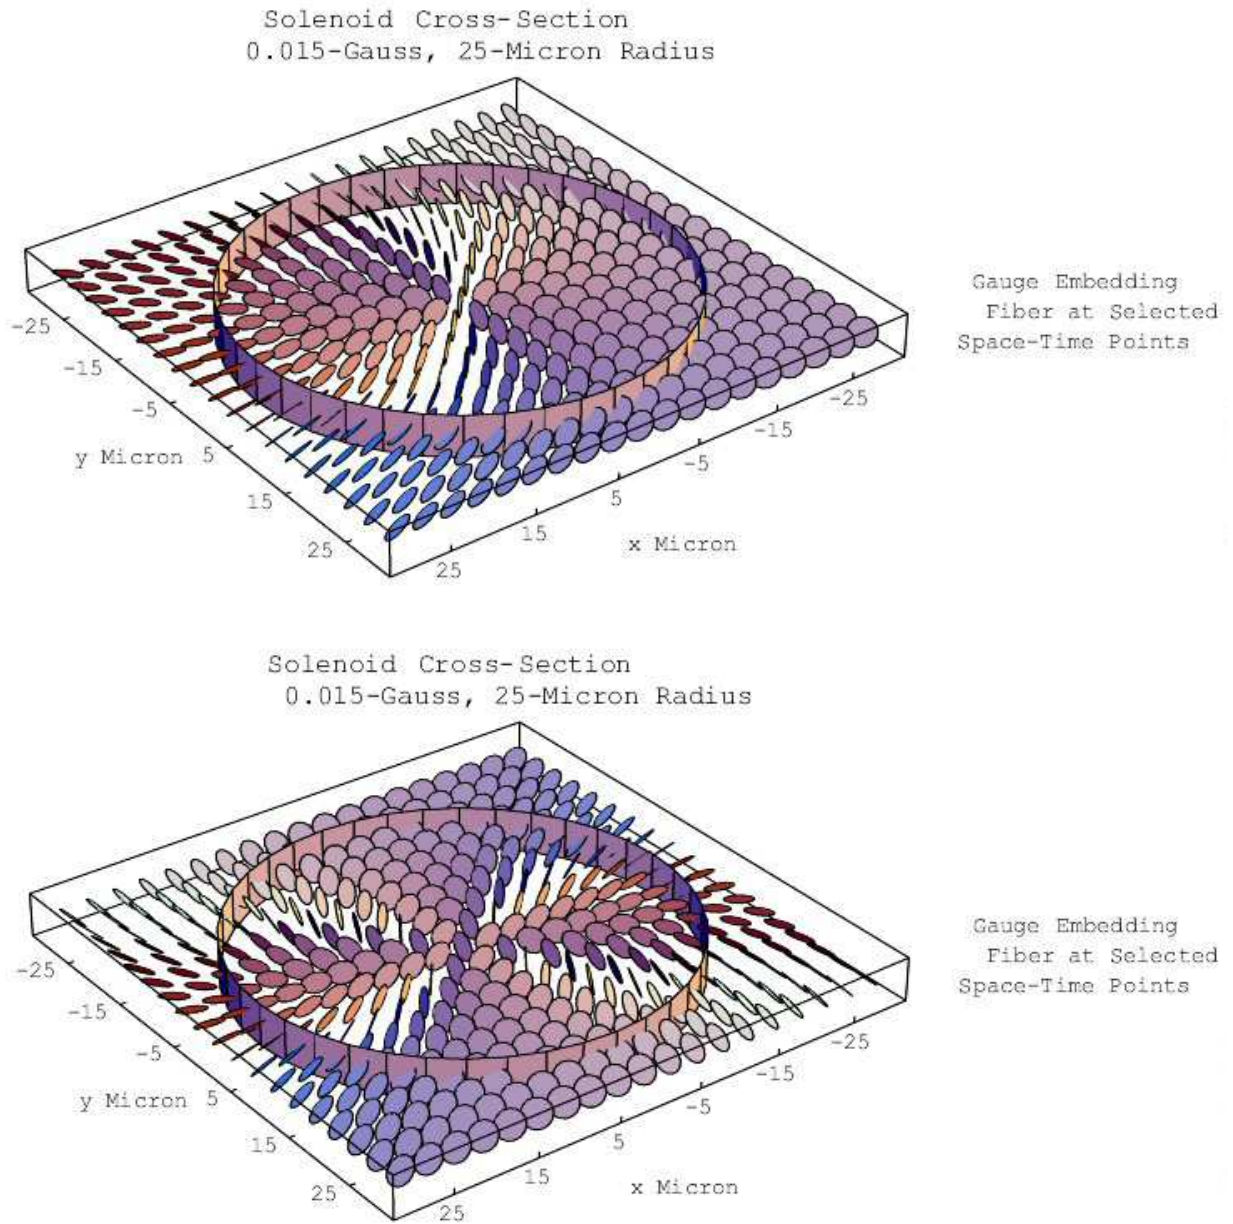 Solenoid Cross-Section
0.015-Gauss, 25-Micron Radius
Gauge Embedding
Fiber at Selected
Space-Time Points
-25
-15
-5
y Micron 5
15
25
-25
-15
-5
5
15
x Micron
25
Solenoid Cross-Section
0.015-Gauss, 25-Micron Radius
Gauge Embedding
Fiber at Selected
Space-Time Points
-25
-15
-5
y Micron 5
15
25
-25
-15
-5
5
15
x Micron
25